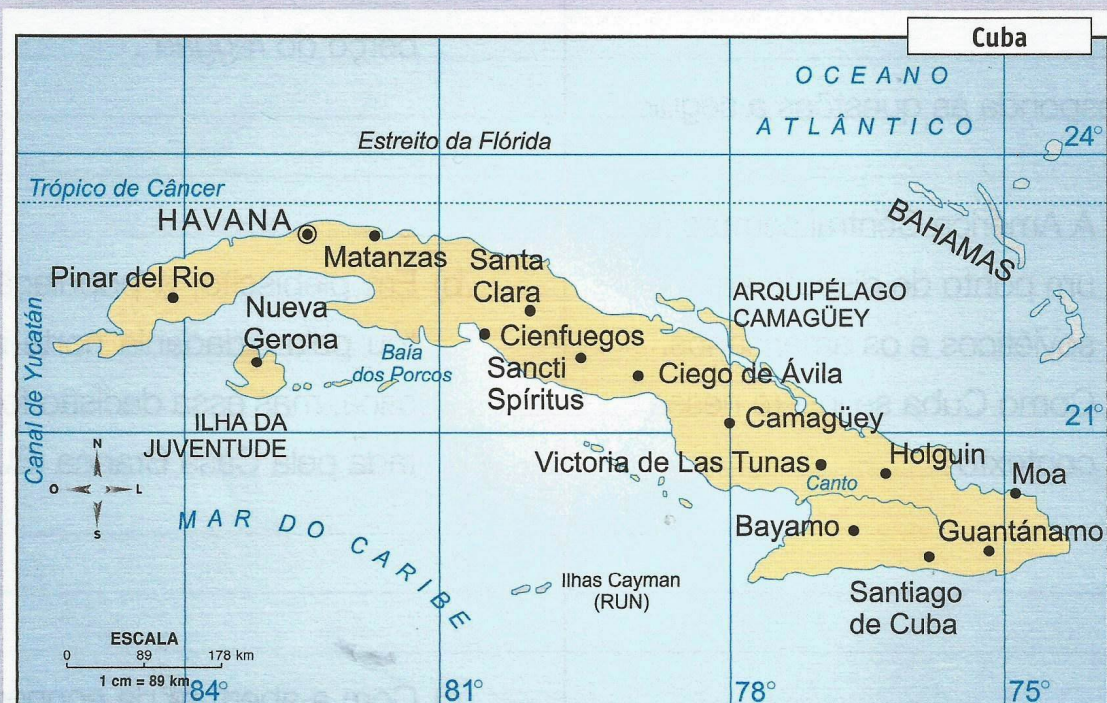 Cuba
OCEANO
ATLÂNTICO
Estreito da Flórida
24°
Trópico de Câncer
HAVANA
BAHAMAS
Matanzas
Santa
Clara
Pinar del Rio
Nueva
Gerona
ARQUIPÉLAGO
CAMAGÜEY
Cienfuegos
Baía
dos Porcos
Sancti
Spíritus
Ciego de Ávila
Canal de Yucatán
ILHA DA
JUVENTUDE
Camagüey
21°
N
O L
S
Victoria de Las Tunas
Holguin
Canto
Moa
MAR DO CARIBE
Bayamo
Guantánamo
Ilhas Cayman
(RUN)
Santiago
de Cuba
ESCALA
0 89 178 km
1 cm = 89 km
84°
81°
78°
75°